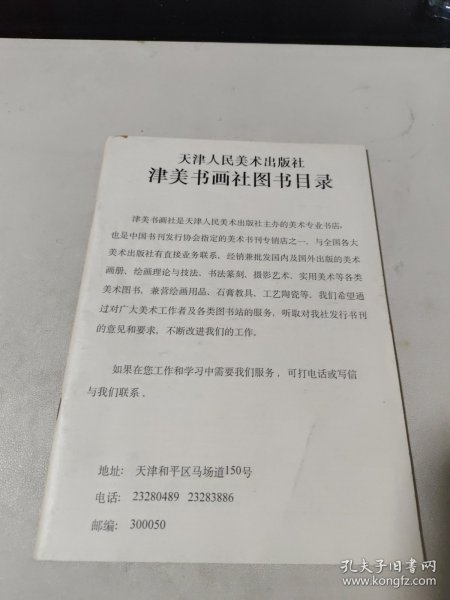 天津人民美术出版社
津美书画社图书目录
津美书画社是天津人民美术出版社主办的美术专业书店，
也是中国书刊发行协会指定的美术书刊专销店之一，与全国各大
美术出版社有直接业务联系，经销兼批发国内及国外出版的美术
画册、绘画理论与技法、书法篆刻、摄影艺术、实用美术等各类
美术图书，兼营绘画用品、石膏教具、工艺陶瓷等，我们希望通
过对广大美术工作者及各类图书站的服务，听取对我社发行书刊
的意见和要求，不断改进我们的工作。
如果在您工作和学习中需要我们服务，可打电话或写信
与我们联系。
地址：天津和平区马场道150号
电话：23280489 23283886
邮编：300050
孔夫子旧书网
www.kongfz.com